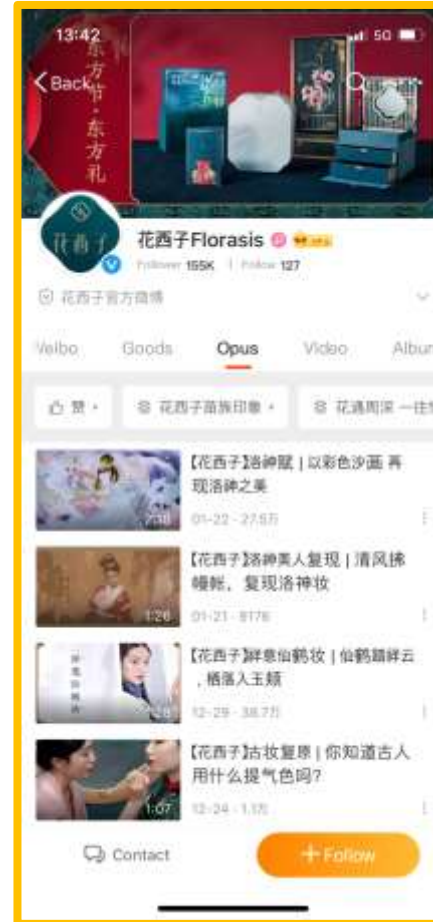 13:42
5G
Back
东方节·东方礼
花西子
花西子Florasis
Follower 155K | Follow 127
花西子官方微博
Weibo Goods Opus Video Album
赞
花西子苗族印象
花遇周深 一往
【花西子】洛神赋 | 以彩色沙画 再
现洛神之美
01-22 · 27.5万
【花西子】洛神美人复现 | 清风拂
幔帐,复现洛神妆
1:26
01-21 · 8176
【花西子】祥意仙鹤妆 | 仙鹤踏祥云
,栖落入玉颊
12-29 · 38.7万
【花西子】古妆复原 | 你知道古人
用什么提气色吗?
1:07
12-24 · 1.1万
Contact
+ Follow